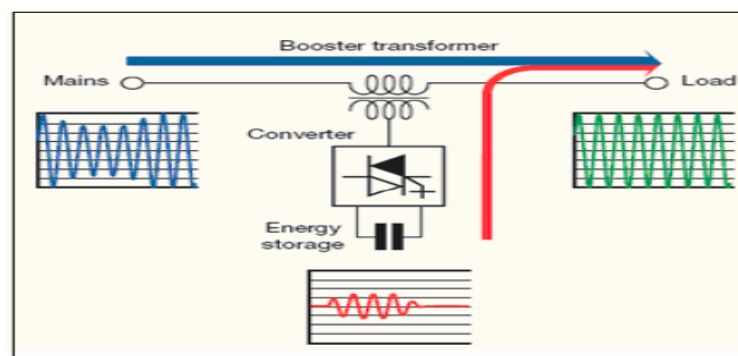 Booster transformer
Mains
Load
Converter
Energy
storage